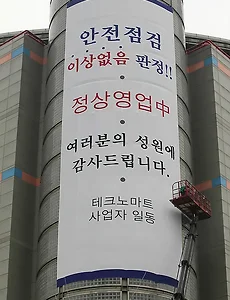 안전점검
이상없음 판정!!
정상영업中
여러분의 성원에
감사드립니다.
테크노마트
사업자 일동